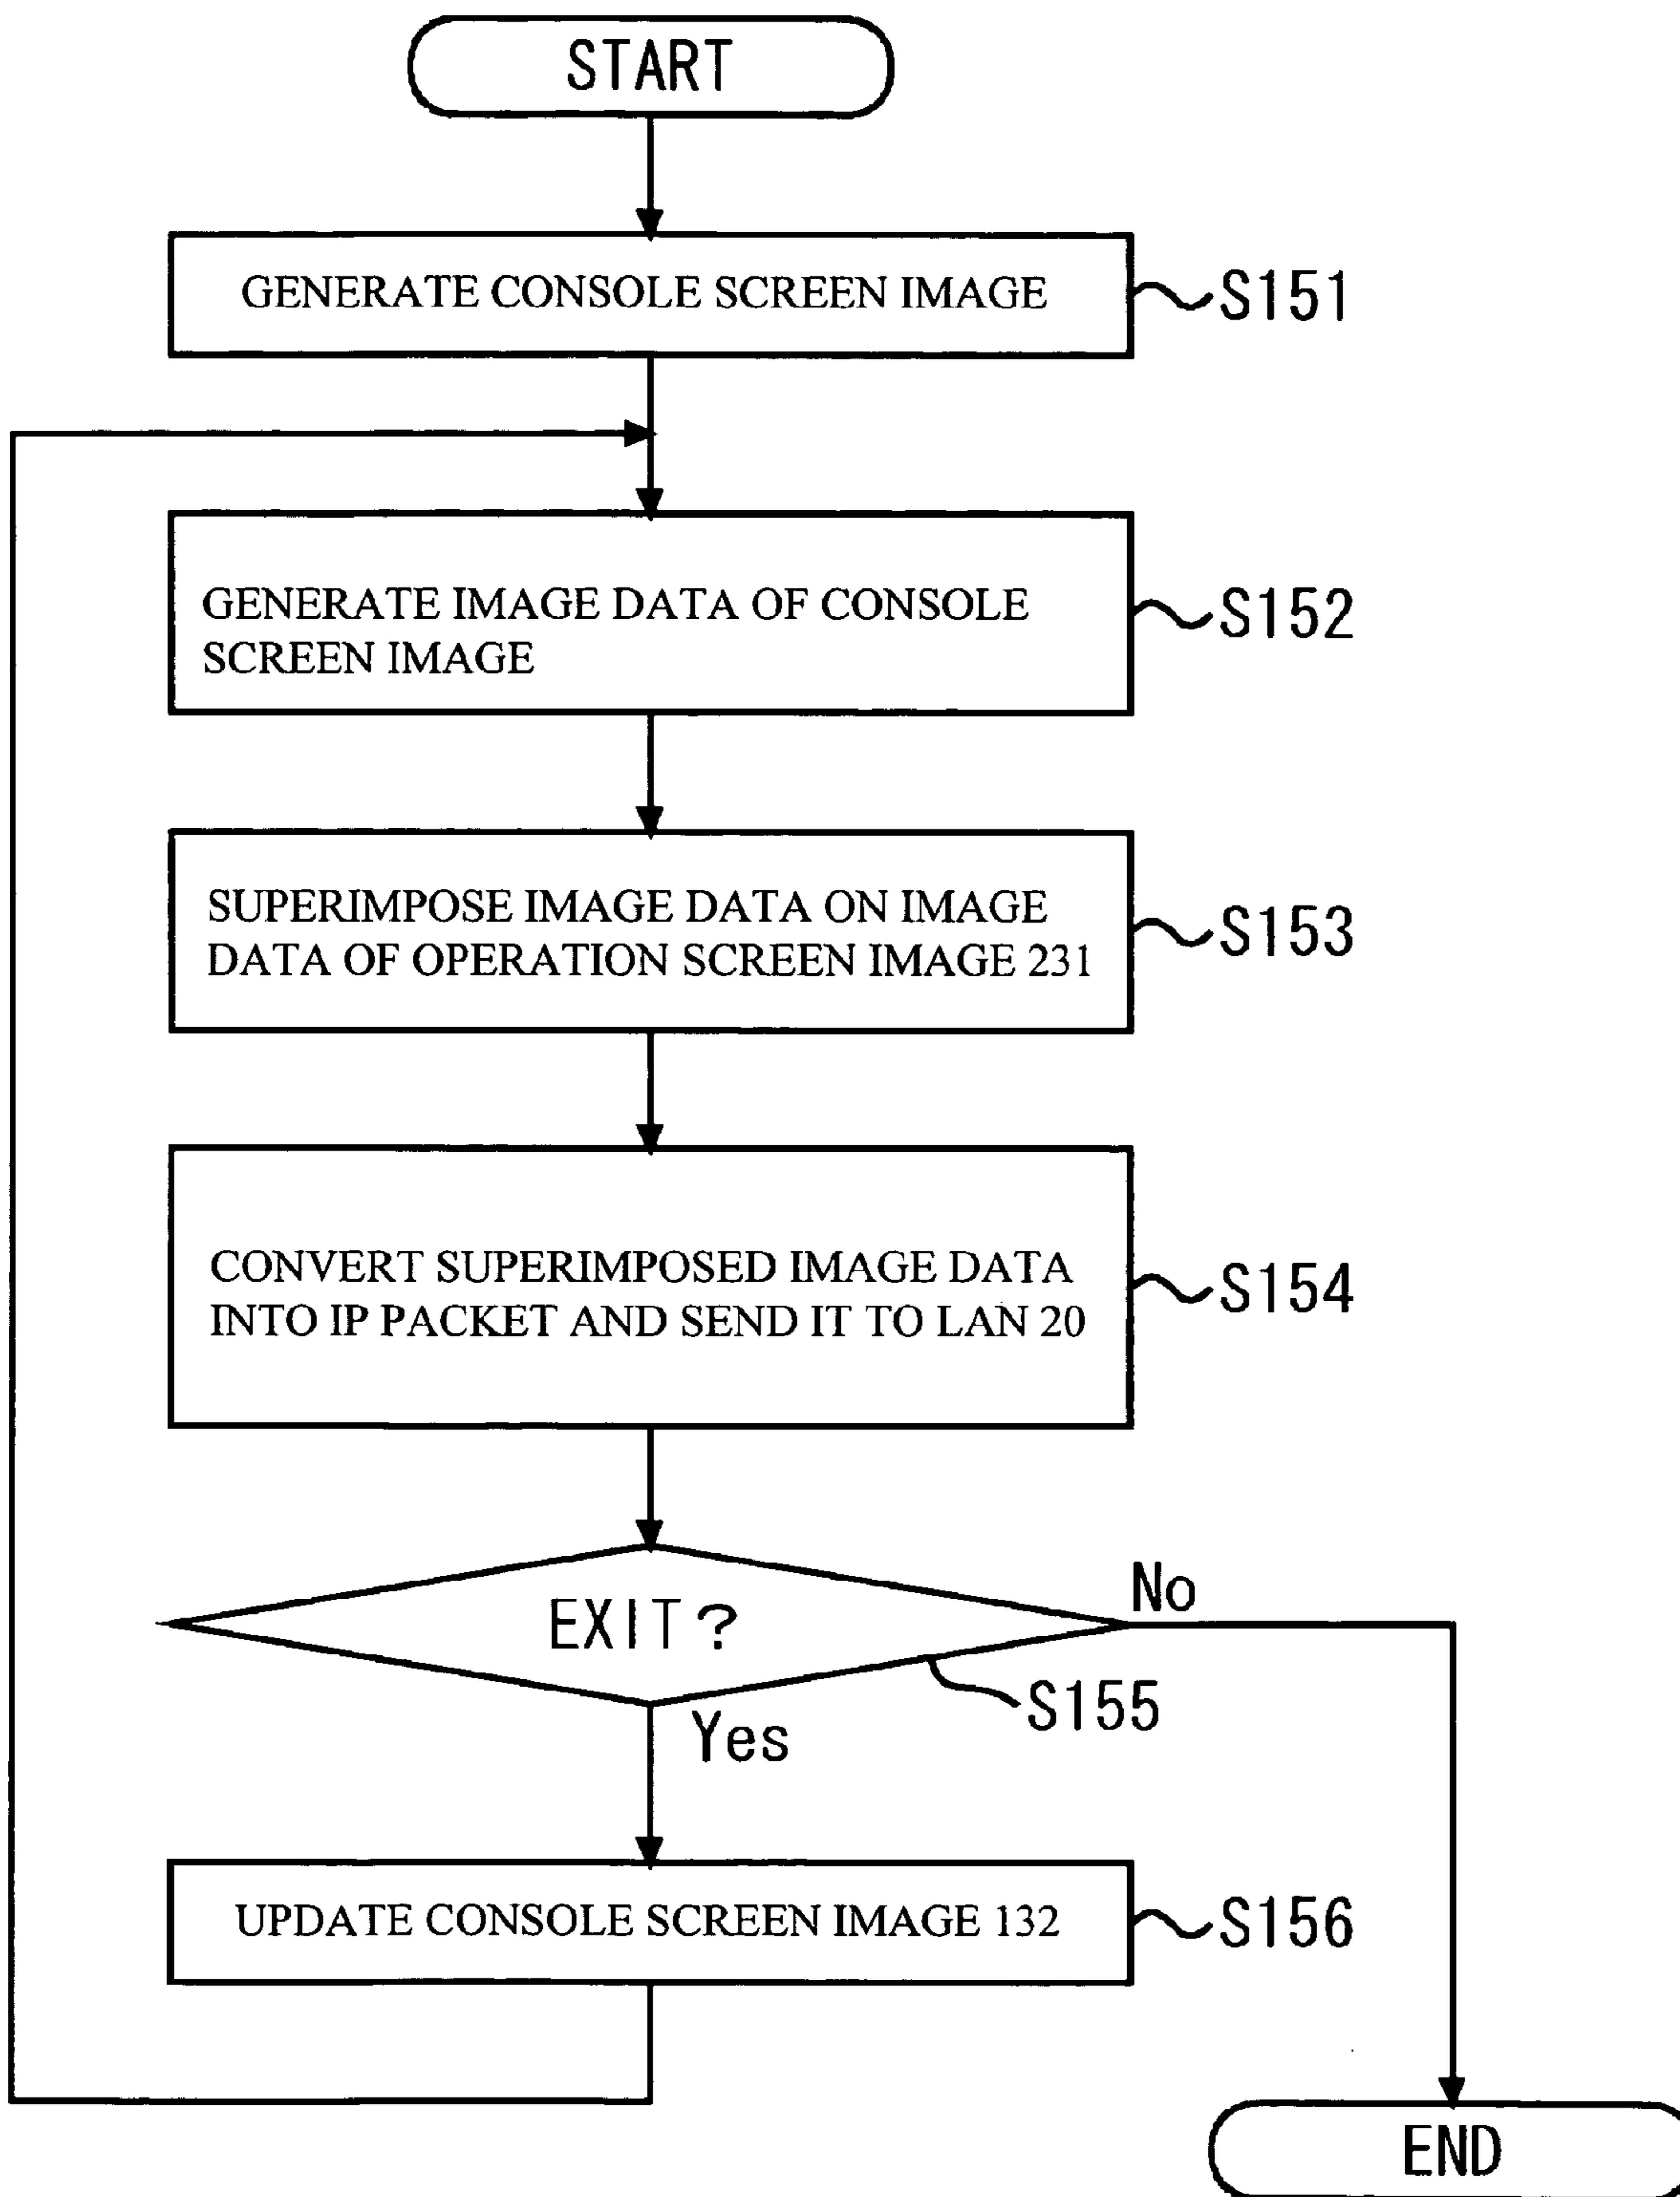 START
GENERATE CONSOLE SCREEN IMAGE
S151
GENERATE IMAGE DATA OF CONSOLE
SCREEN IMAGE
S152
SUPERIMPOSE IMAGE DATA ON IMAGE
DATA OF OPERATION SCREEN IMAGE 231
S153
CONVERT SUPERIMPOSED IMAGE DATA
INTO IP PACKET AND SEND IT TO LAN 20
S154
EXIT?
No
S155
Yes
UPDATE CONSOLE SCREEN IMAGE 132
S156
END